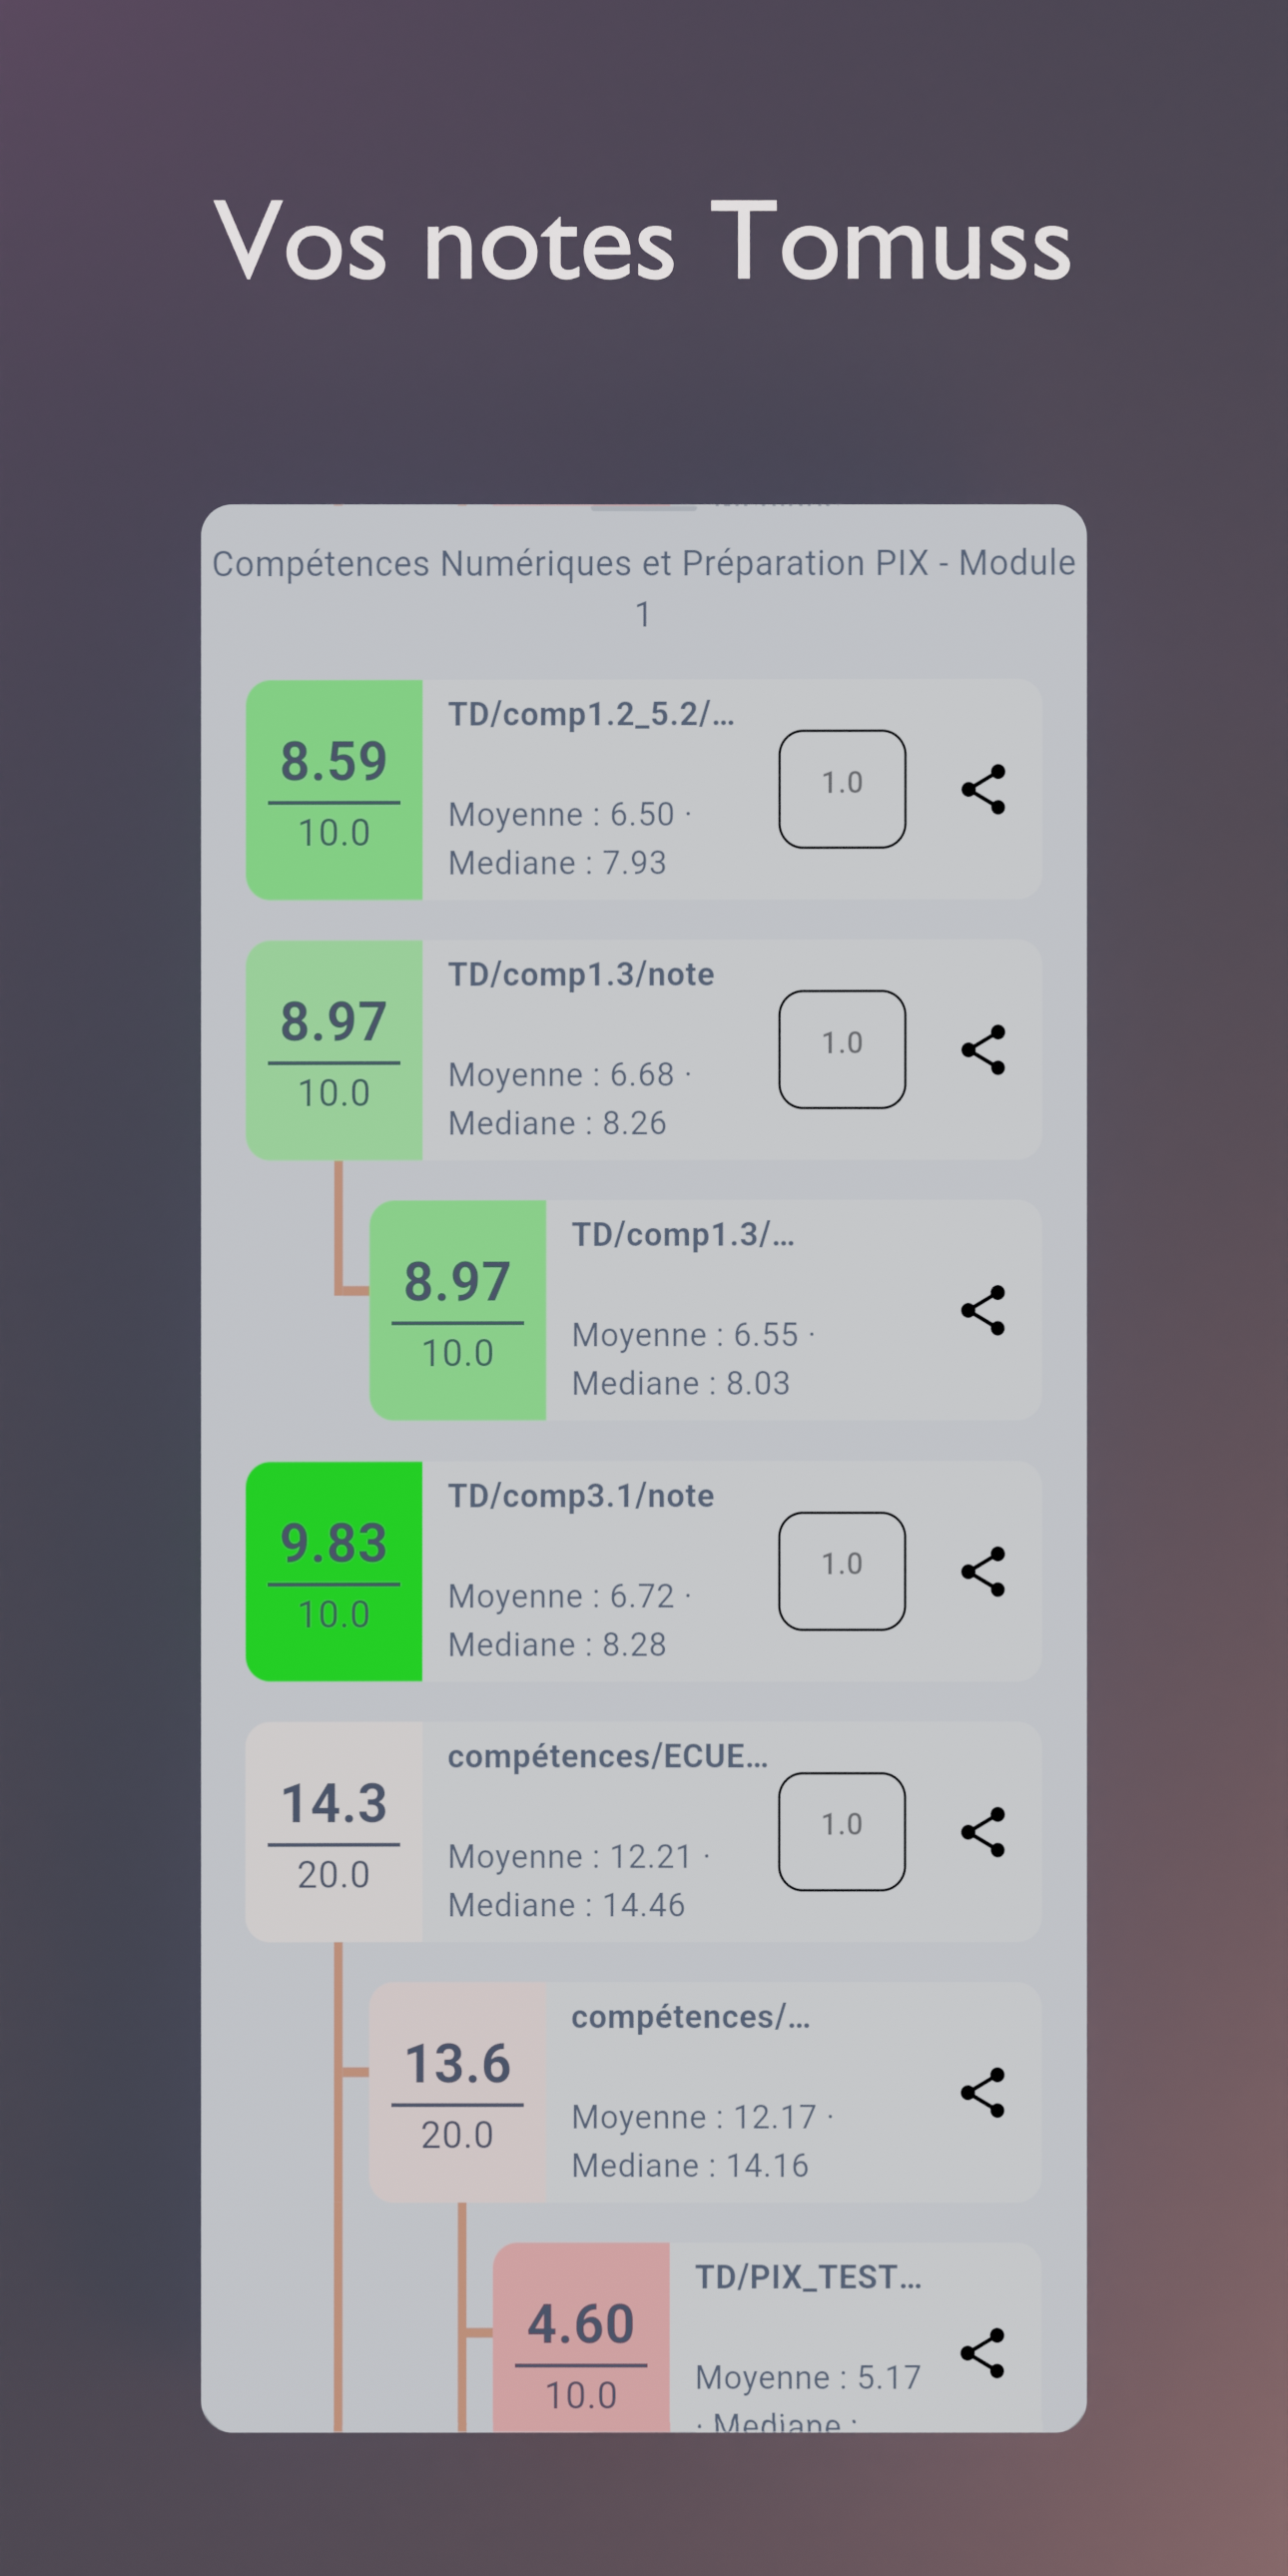 Vos notes Tomuss
Compétences Numériques et Préparation PIX - Module
1
8.59
10.0
TD/comp1.2_5.2/…
Moyenne : 6.50 ·
Mediane : 7.93
1.0
8.97
10.0
TD/comp1.3/note
Moyenne : 6.68 ·
Mediane : 8.26
1.0
8.97
10.0
TD/comp1.3/…
Moyenne : 6.55 ·
Mediane : 8.03
9.83
10.0
TD/comp3.1/note
Moyenne : 6.72 ·
Mediane : 8.28
1.0
14.3
20.0
compétences/ECUE…
Moyenne : 12.21 ·
Mediane : 14.46
1.0
13.6
20.0
compétences/…
Moyenne : 12.17 ·
Mediane : 14.16
4.60
10.0
TD/PIX_TEST…
Moyenne : 5.17
· Mediane :